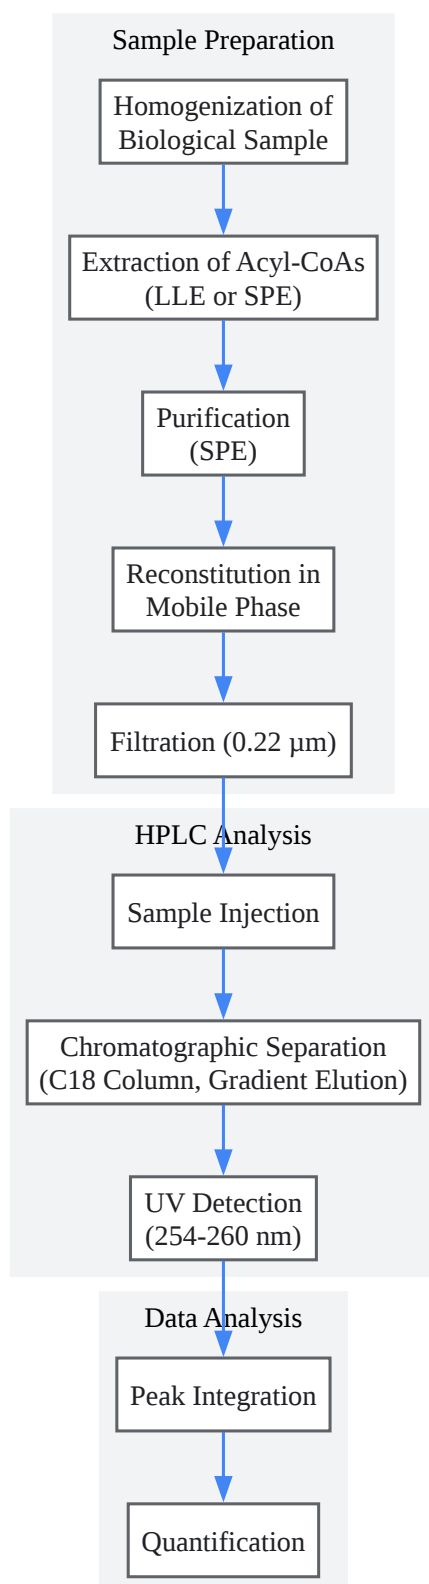 Sample Preparation
Homogenization of
Biological Sample
Extraction of Acyl-CoAs
(LLE or SPE)
Purification
(SPE)
Reconstitution in
Mobile Phase
Filtration (0.22 µm)
HPLC Analysis
Sample Injection
Chromatographic Separation
(C18 Column, Gradient Elution)
UV Detection
(254-260 nm)
Data Analysis
Peak Integration
Quantification